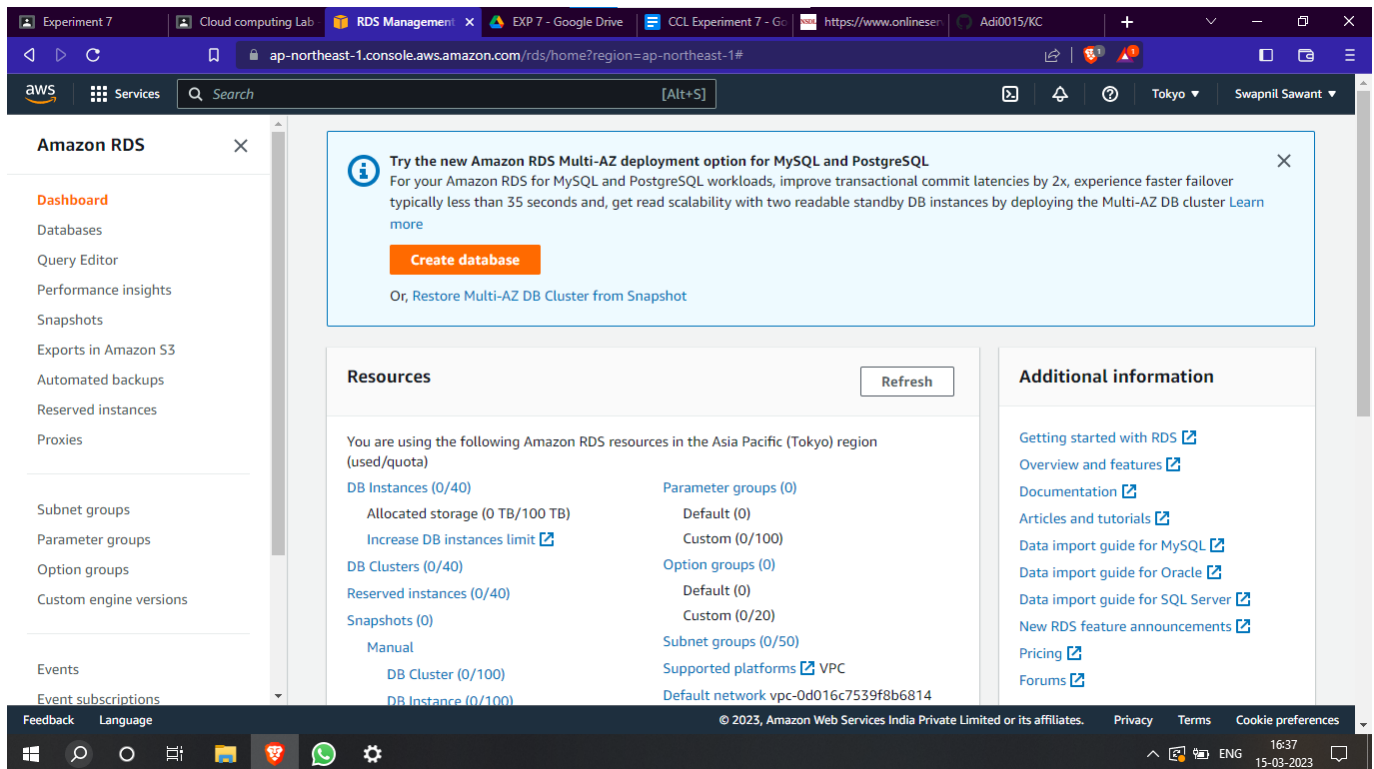 Experiment 7
Cloud computing Lab
RDS Management
EXP 7 - Google Drive
CCL Experiment 7 - Go
NSDL
https://www.onlineser
Adi0015/KC
ap-northeast-1.console.aws.amazon.com/rds/home?region=ap-northeast-1#
1
1
aws
Services
Search
[Alt+S]
Tokyo
Swapnil Sawant
Amazon RDS
Dashboard
Databases
Query Editor
Performance insights
Snapshots
Exports in Amazon S3
Automated backups
Reserved instances
Proxies
Subnet groups
Parameter groups
Option groups
Custom engine versions
Events
Event subscriptions
Try the new Amazon RDS Multi-AZ deployment option for MySQL and PostgreSQL
For your Amazon RDS for MySQL and PostgreSQL workloads, improve transactional commit latencies by 2x, experience faster failover
typically less than 35 seconds and, get read scalability with two readable standby DB instances by deploying the Multi-AZ DB cluster Learn
more
Create database
Or, Restore Multi-AZ DB Cluster from Snapshot
Resources
Refresh
You are using the following Amazon RDS resources in the Asia Pacific (Tokyo) region
(used/quota)
DB Instances (0/40)
Allocated storage (0 TB/100 TB)
Increase DB instances limit
DB Clusters (0/40)
Reserved instances (0/40)
Snapshots (0)
Manual
DB Cluster (0/100)
DB Instance (0/100)
Parameter groups (0)
Default (0)
Custom (0/100)
Option groups (0)
Default (0)
Custom (0/20)
Subnet groups (0/50)
Supported platforms VPC
Default network vpc-0d016c7539f8b6814
Additional information
Getting started with RDS
Overview and features
Documentation
Articles and tutorials
Data import guide for MySQL
Data import guide for Oracle
Data import guide for SQL Server
New RDS feature announcements
Pricing
Forums
Feedback
Language
© 2023, Amazon Web Services India Private Limited or its affiliates.
Privacy
Terms
Cookie preferences
ENG
16:37
15-03-2023